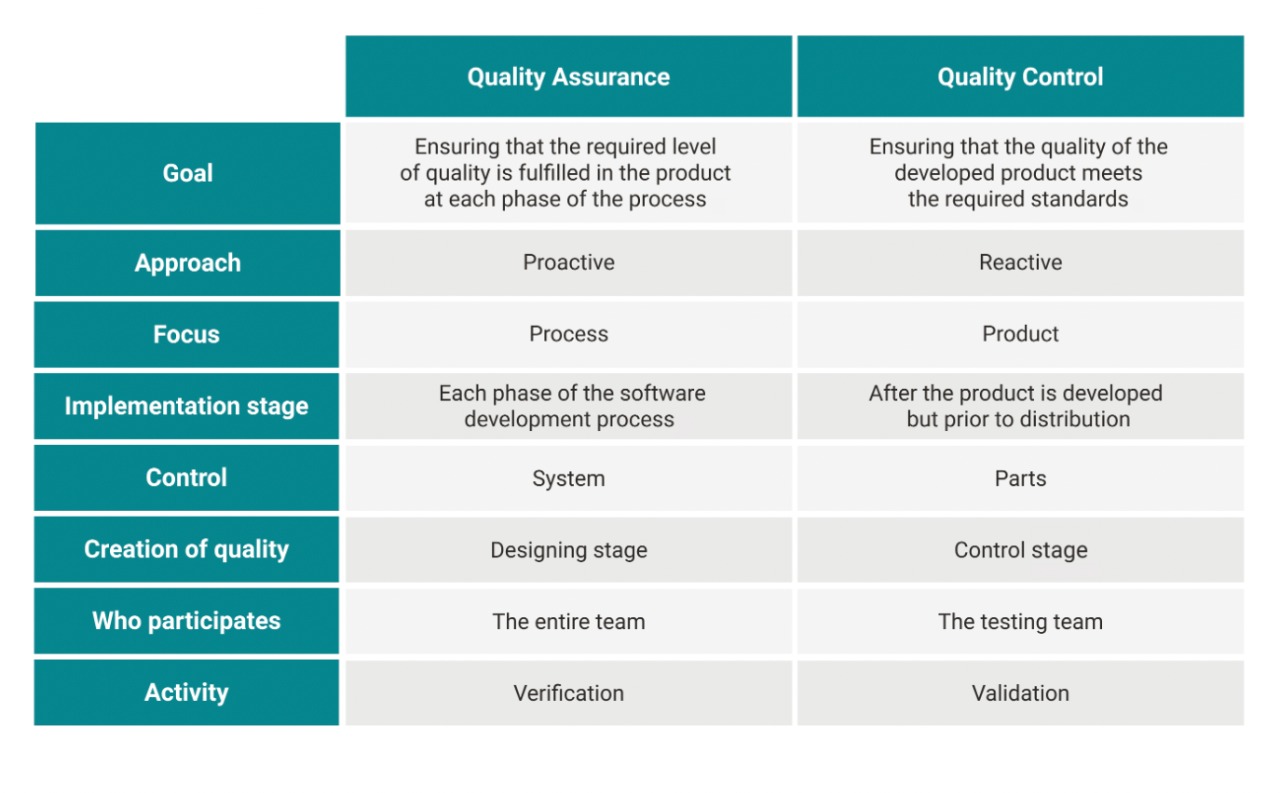 Quality Assurance
Quality Control
Goal
Ensuring that the required level
of quality is fulfilled in the product
at each phase of the process
Ensuring that the quality of the
developed product meets
the required standards
Approach
Proactive
Reactive
Focus
Process
Product
Implementation stage
Each phase of the software
development process
After the product is developed
but prior to distribution
Control
System
Parts
Creation of quality
Designing stage
Control stage
Who participates
The entire team
The testing team
Activity
Verification
Validation